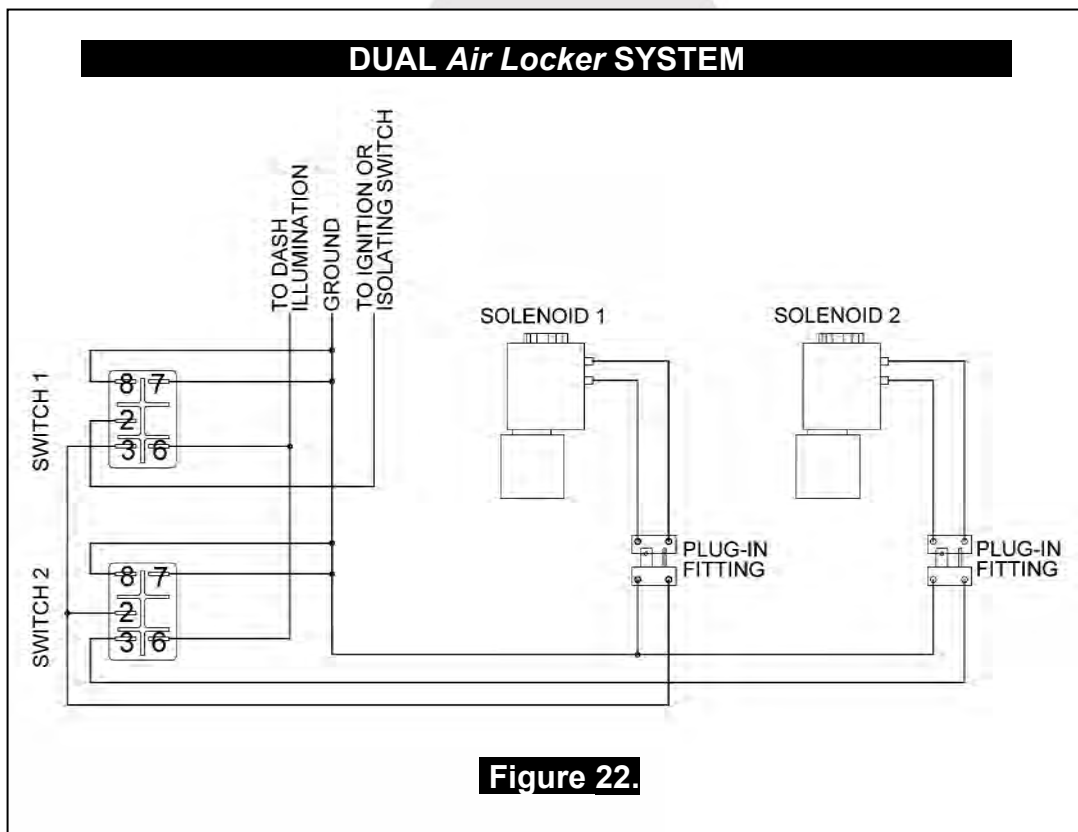 DUAL Air Locker SYSTEM
TO DASH
ILLUMINATION
GROUND
TO IGNITION OR
ISOLATING SWITCH
SOLENOID 1
SOLENOID 2
SWITCH 1
8 7
2
3 6
SWITCH 2
8 7
2
3 6
PLUG-IN
FITTING
PLUG-IN
FITTING
Figure 22.